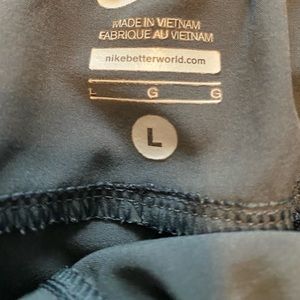 MADE IN VIETNAM
FABRIQUE AU VIETNAM
nikebetterworld.com
L G G
L